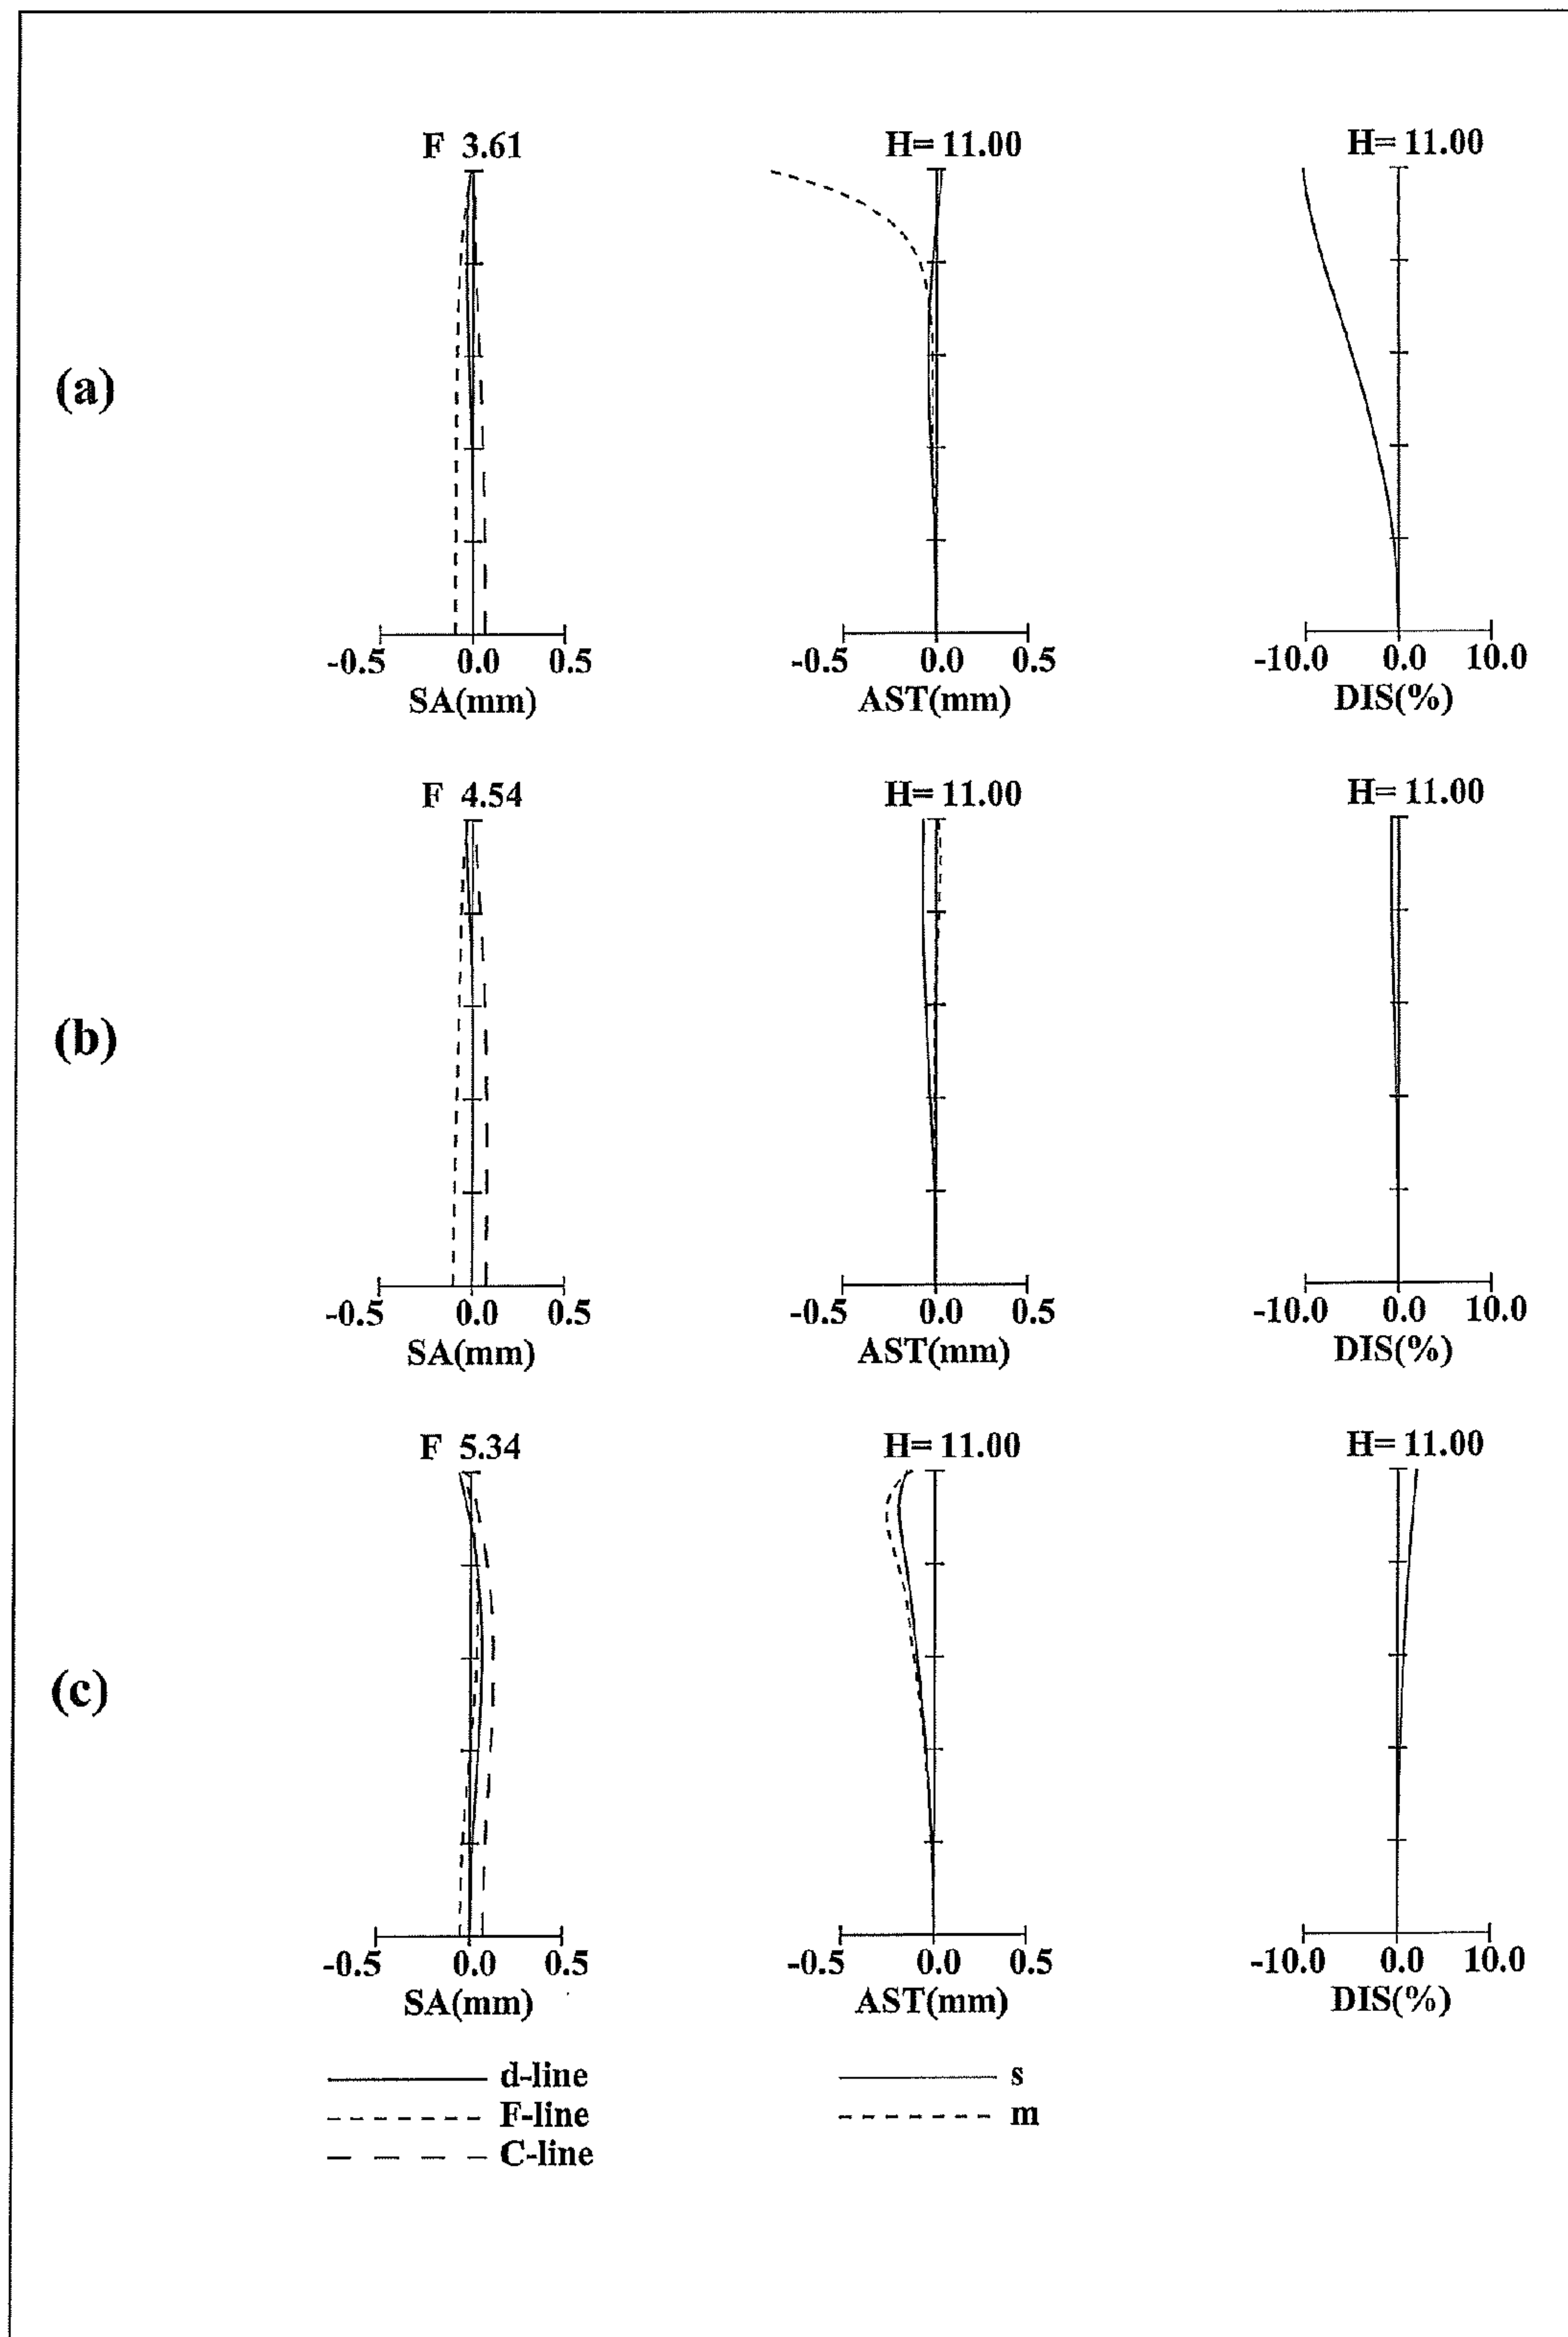 F 3.61
H= 11.00
H= 11.00
(a)
-0.5 0.0 0.5
SA(mm)
-0.5 0.0 0.5
AST(mm)
-10.0 0.0 10.0
DIS(%)
F 4.54
H= 11.00
H= 11.00
(b)
-0.5 0.0 0.5
SA(mm)
-0.5 0.0 0.5
AST(mm)
-10.0 0.0 10.0
DIS(%)
F 5.34
H= 11.00
H= 11.00
(c)
-0.5 0.0 0.5
SA(mm)
-0.5 0.0 0.5
AST(mm)
-10.0 0.0 10.0
DIS(%)
d-line
F-line
C-line
s
m